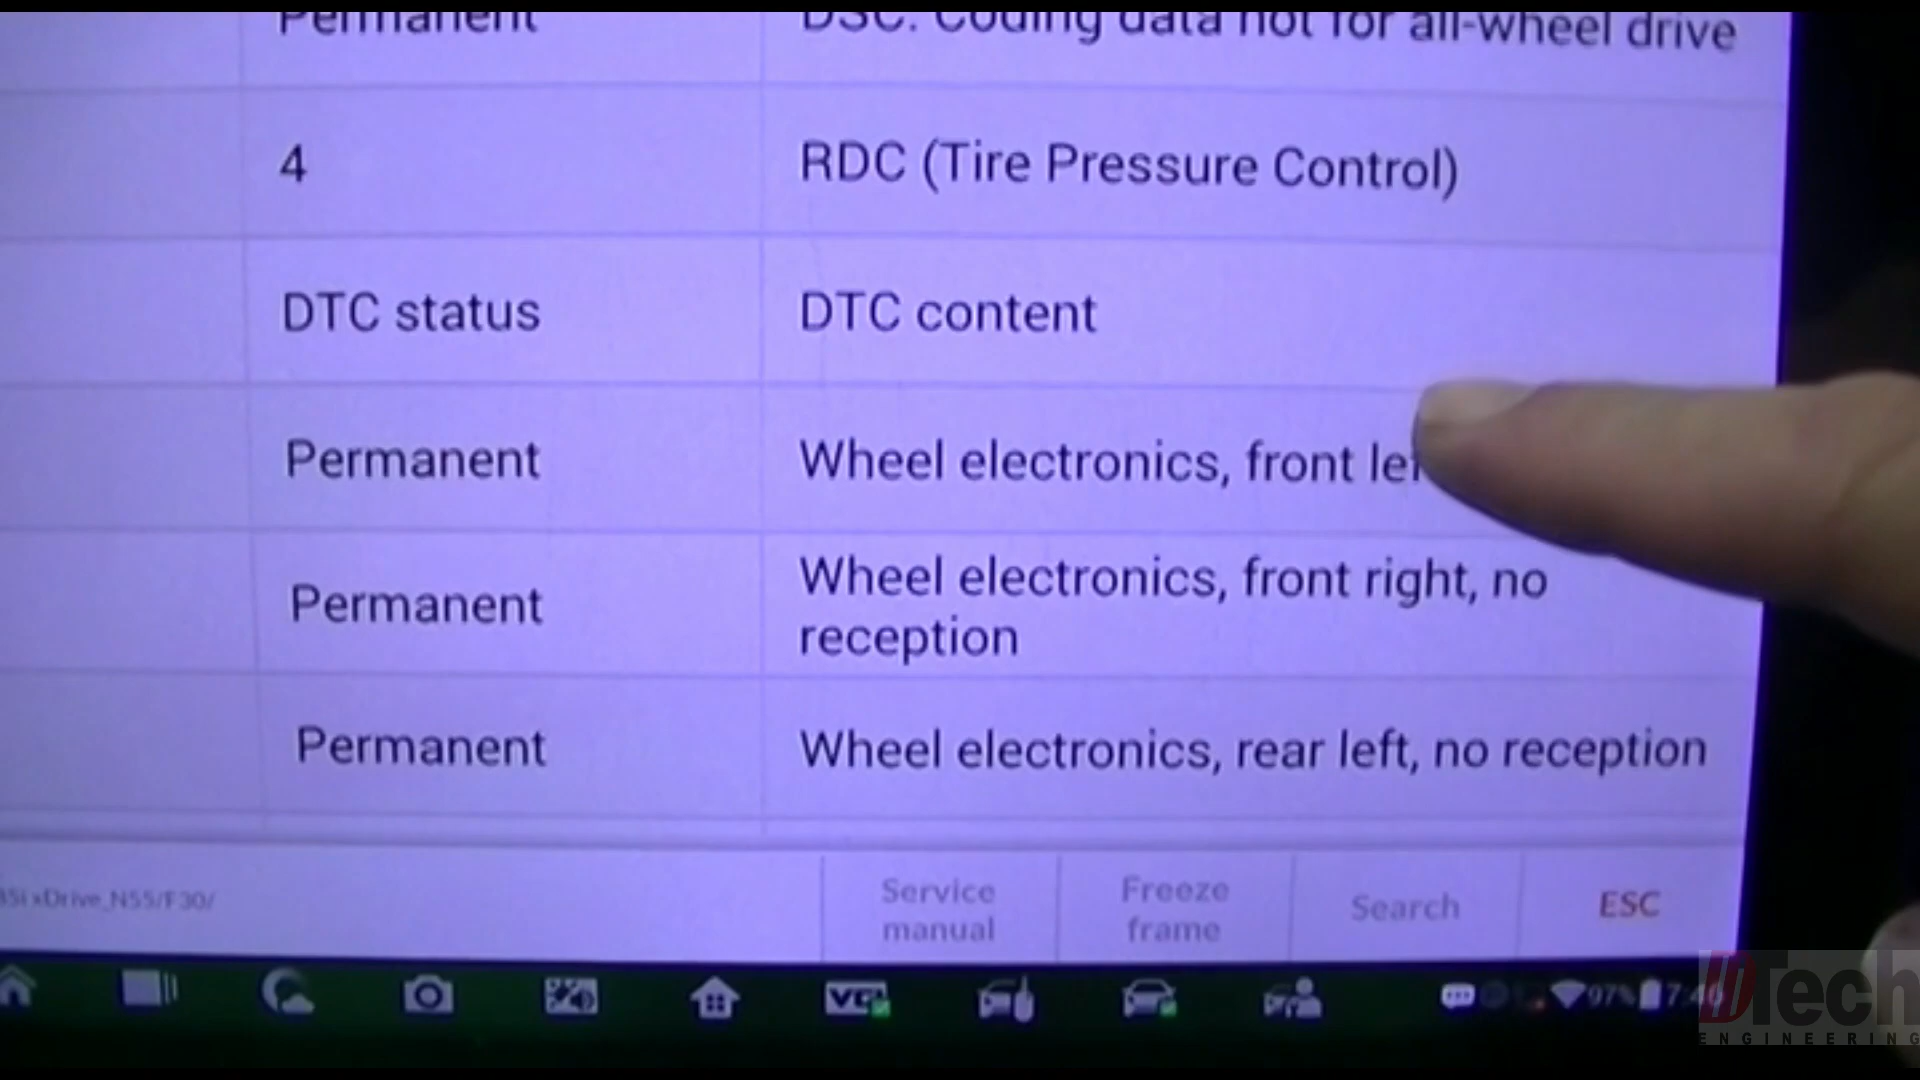 Permanent
DSC: Coding data not for all-wheel drive
4
RDC (Tire Pressure Control)
DTC status
DTC content
Permanent
Wheel electronics, front
Permanent
Wheel electronics, front right, no
reception
Permanent
Wheel electronics, rear left, no reception
35i xDrive_N55/F30/
Service
manual
Freeze
frame
Search
ESC
VCI
97%
Tech
ENGINEERING